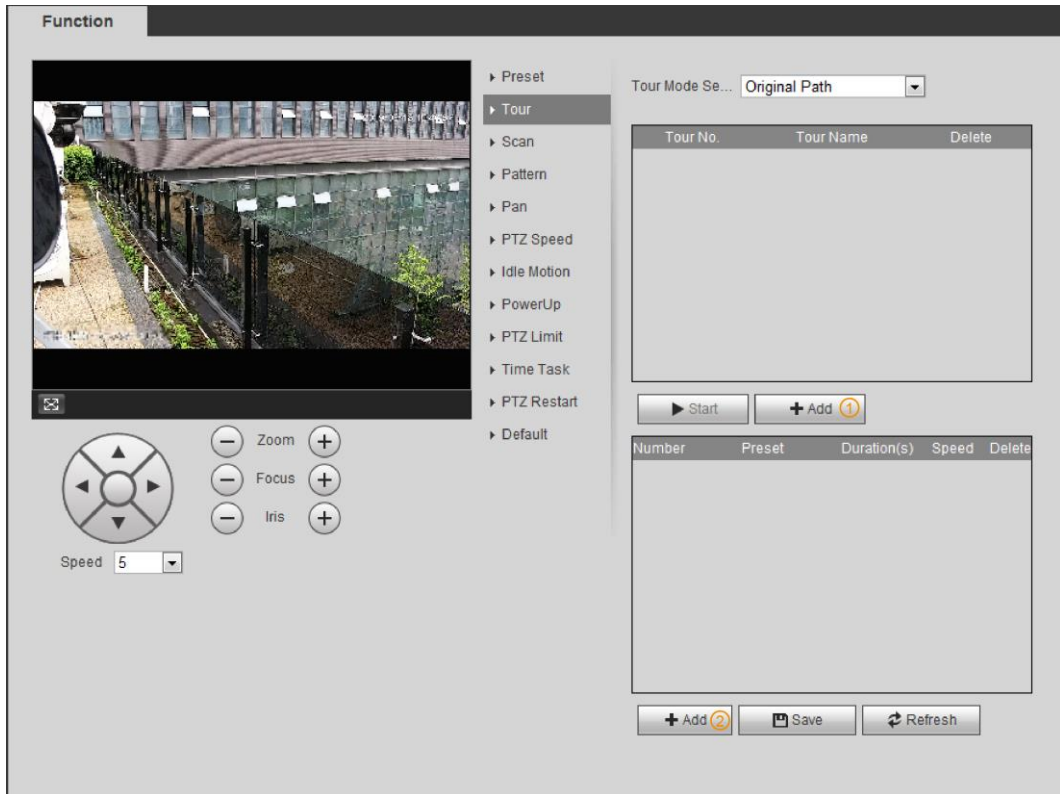 Function
Preset
Tour
Scan
Pattern
Pan
PTZ Speed
Idle Motion
PowerUp
PTZ Limit
Time Task
PTZ Restart
Default
Zoom
Focus
Iris
Speed 5
Tour Mode Se... Original Path
Tour No. Tour Name Delete
Start Add 1
Number Preset Duration(s) Speed Delete
Add 2 Save Refresh